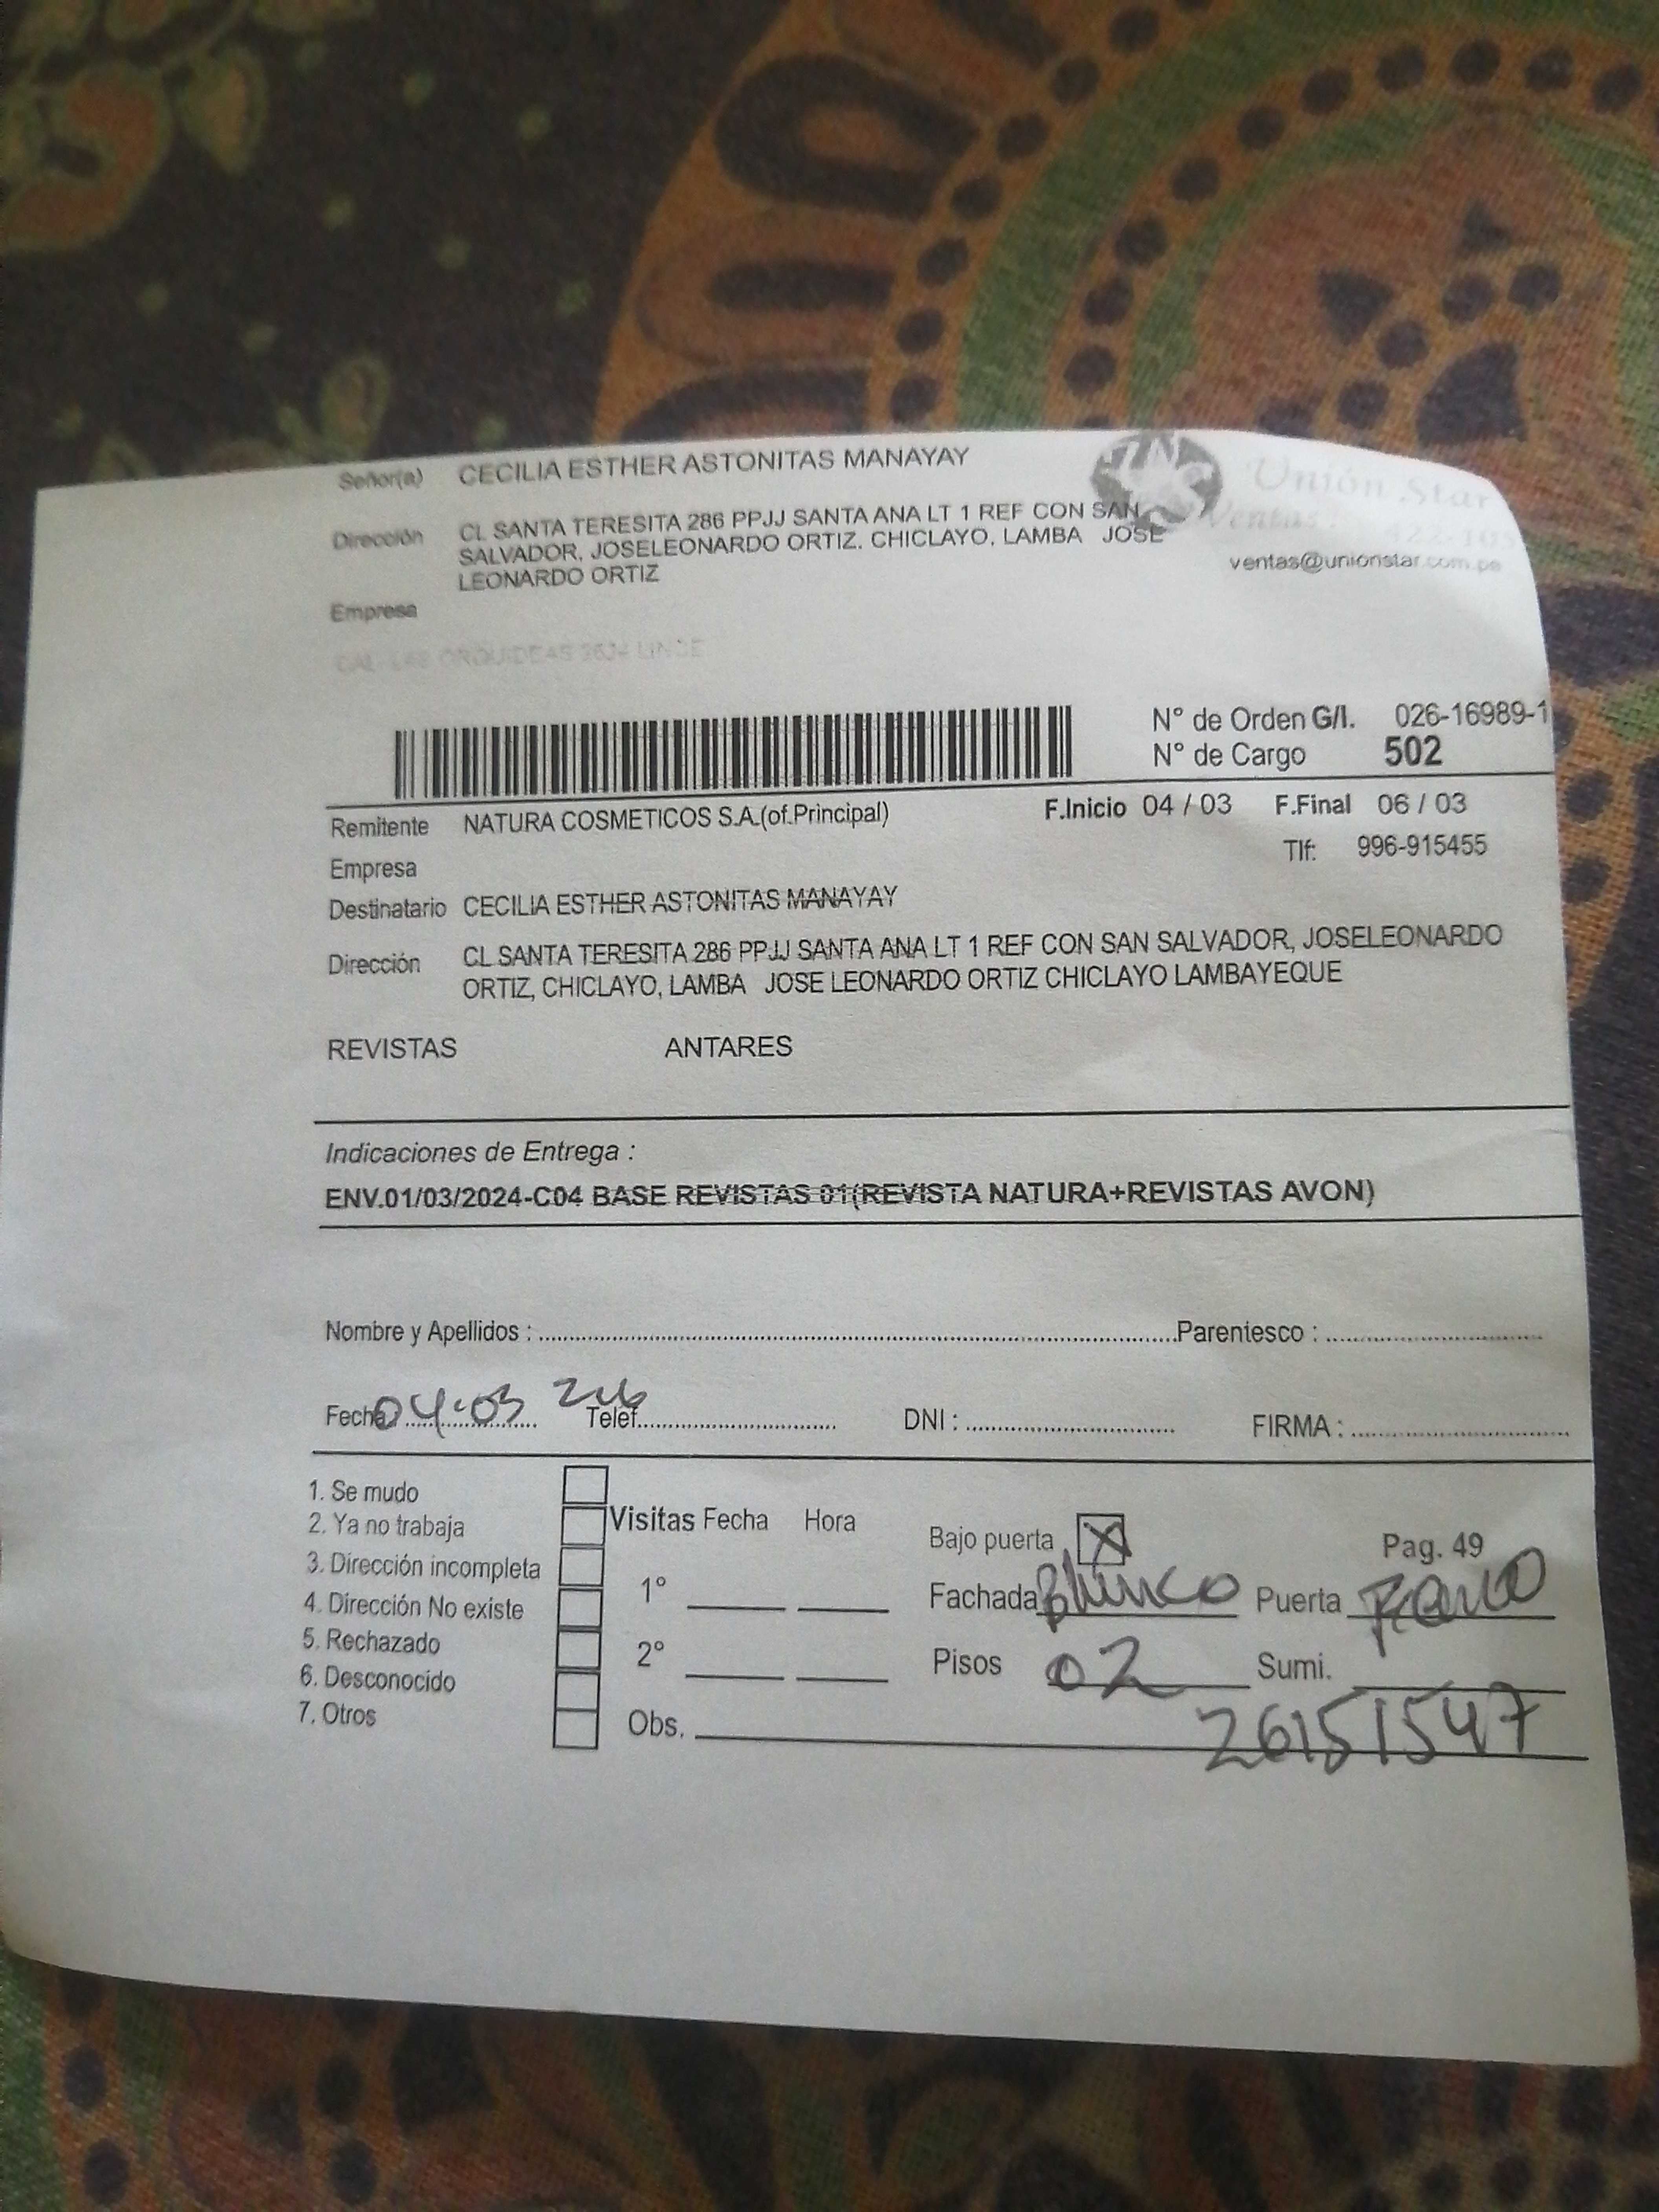 Señor(a) CECILIA ESTHER ASTONITAS MANAYAY
Unión Star
Ventas
Dirección CL SANTA TERESITA 286 PPJJ SANTA ANA LT 1 REF CON SAN
SALVADOR, JOSELEONARDO ORTIZ. CHICLAYO, LAMBA JOSE
LEONARDO ORTIZ
ventas@unionstar.com.pe
Empresa
ORQUIDEAS LINCE
N° de Orden G/I. 026-16989-1
N° de Cargo 502
Remitente NATURA COSMETICOS S.A.(of.Principal) F.Inicio 04 / 03 F.Final 06 / 03
Empresa Tlf: 996-915455
Destinatario CECILIA ESTHER ASTONITAS MANAYAY
Dirección CL SANTA TERESITA 286 PPJJ SANTA ANA LT 1 REF CON SAN SALVADOR, JOSELEONARDO
ORTIZ, CHICLAYO, LAMBA JOSE LEONARDO ORTIZ CHICLAYO LAMBAYEQUE
REVISTAS ANTARES
Indicaciones de Entrega :
ENV.01/03/2024-C04 BASE REVISTAS 01(REVISTA NATURA+REVISTAS AVON)
Nombre y Apellidos : Parentesco :
Fecha 04-03 Telef. DNI : FIRMA :
1. Se mudo
2. Ya no trabaja
3. Dirección incompleta
4. Dirección No existe
5. Rechazado
6. Desconocido
7. Otros
Visitas Fecha Hora
1°
2°
Obs.
Bajo puerta X Pag. 49
Fachada Blanco Puerta
Pisos 02 Sumi.
26151547